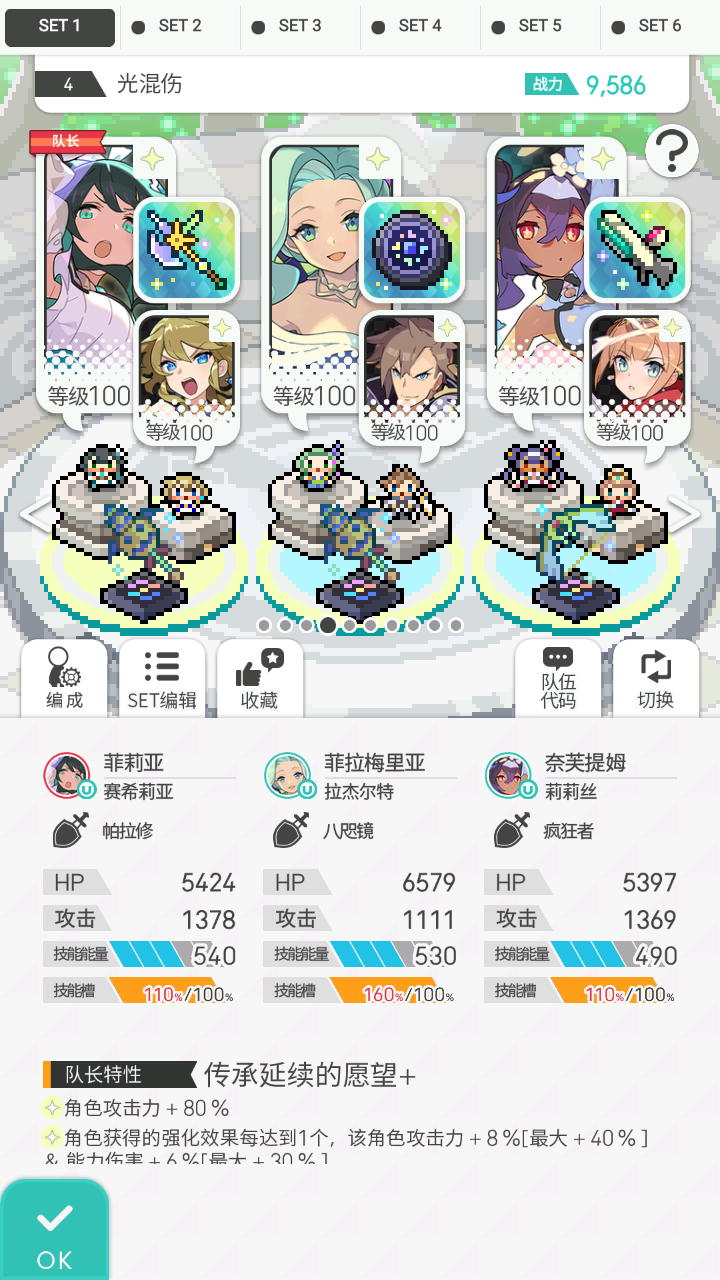 SET 1 SET 2 SET 3 SET 4 SET 5 SET 6
4 光混伤 战力 9,586
队长
?
等级100 等级100 等级100
等级100 等级100 等级100
编成 SET编辑 收藏 队伍代码 切换
菲莉亚 菲拉梅里亚 奈芙提姆
赛希莉亚 拉杰尔特 莉莉丝
帕拉修 八咫镜 疯狂者
HP 5424 HP 6579 HP 5397
攻击 1378 攻击 1111 攻击 1369
技能能量 540 技能能量 530 技能能量 490
技能槽 110%/100% 技能槽 160%/100% 技能槽 110%/100%
队长特性 传承延续的愿望+
角色攻击力+80%
角色获得的强化效果每达到1个，该角色攻击力+8%[最大+40%]
& 能力伤害+6%[最大+30%]
OK